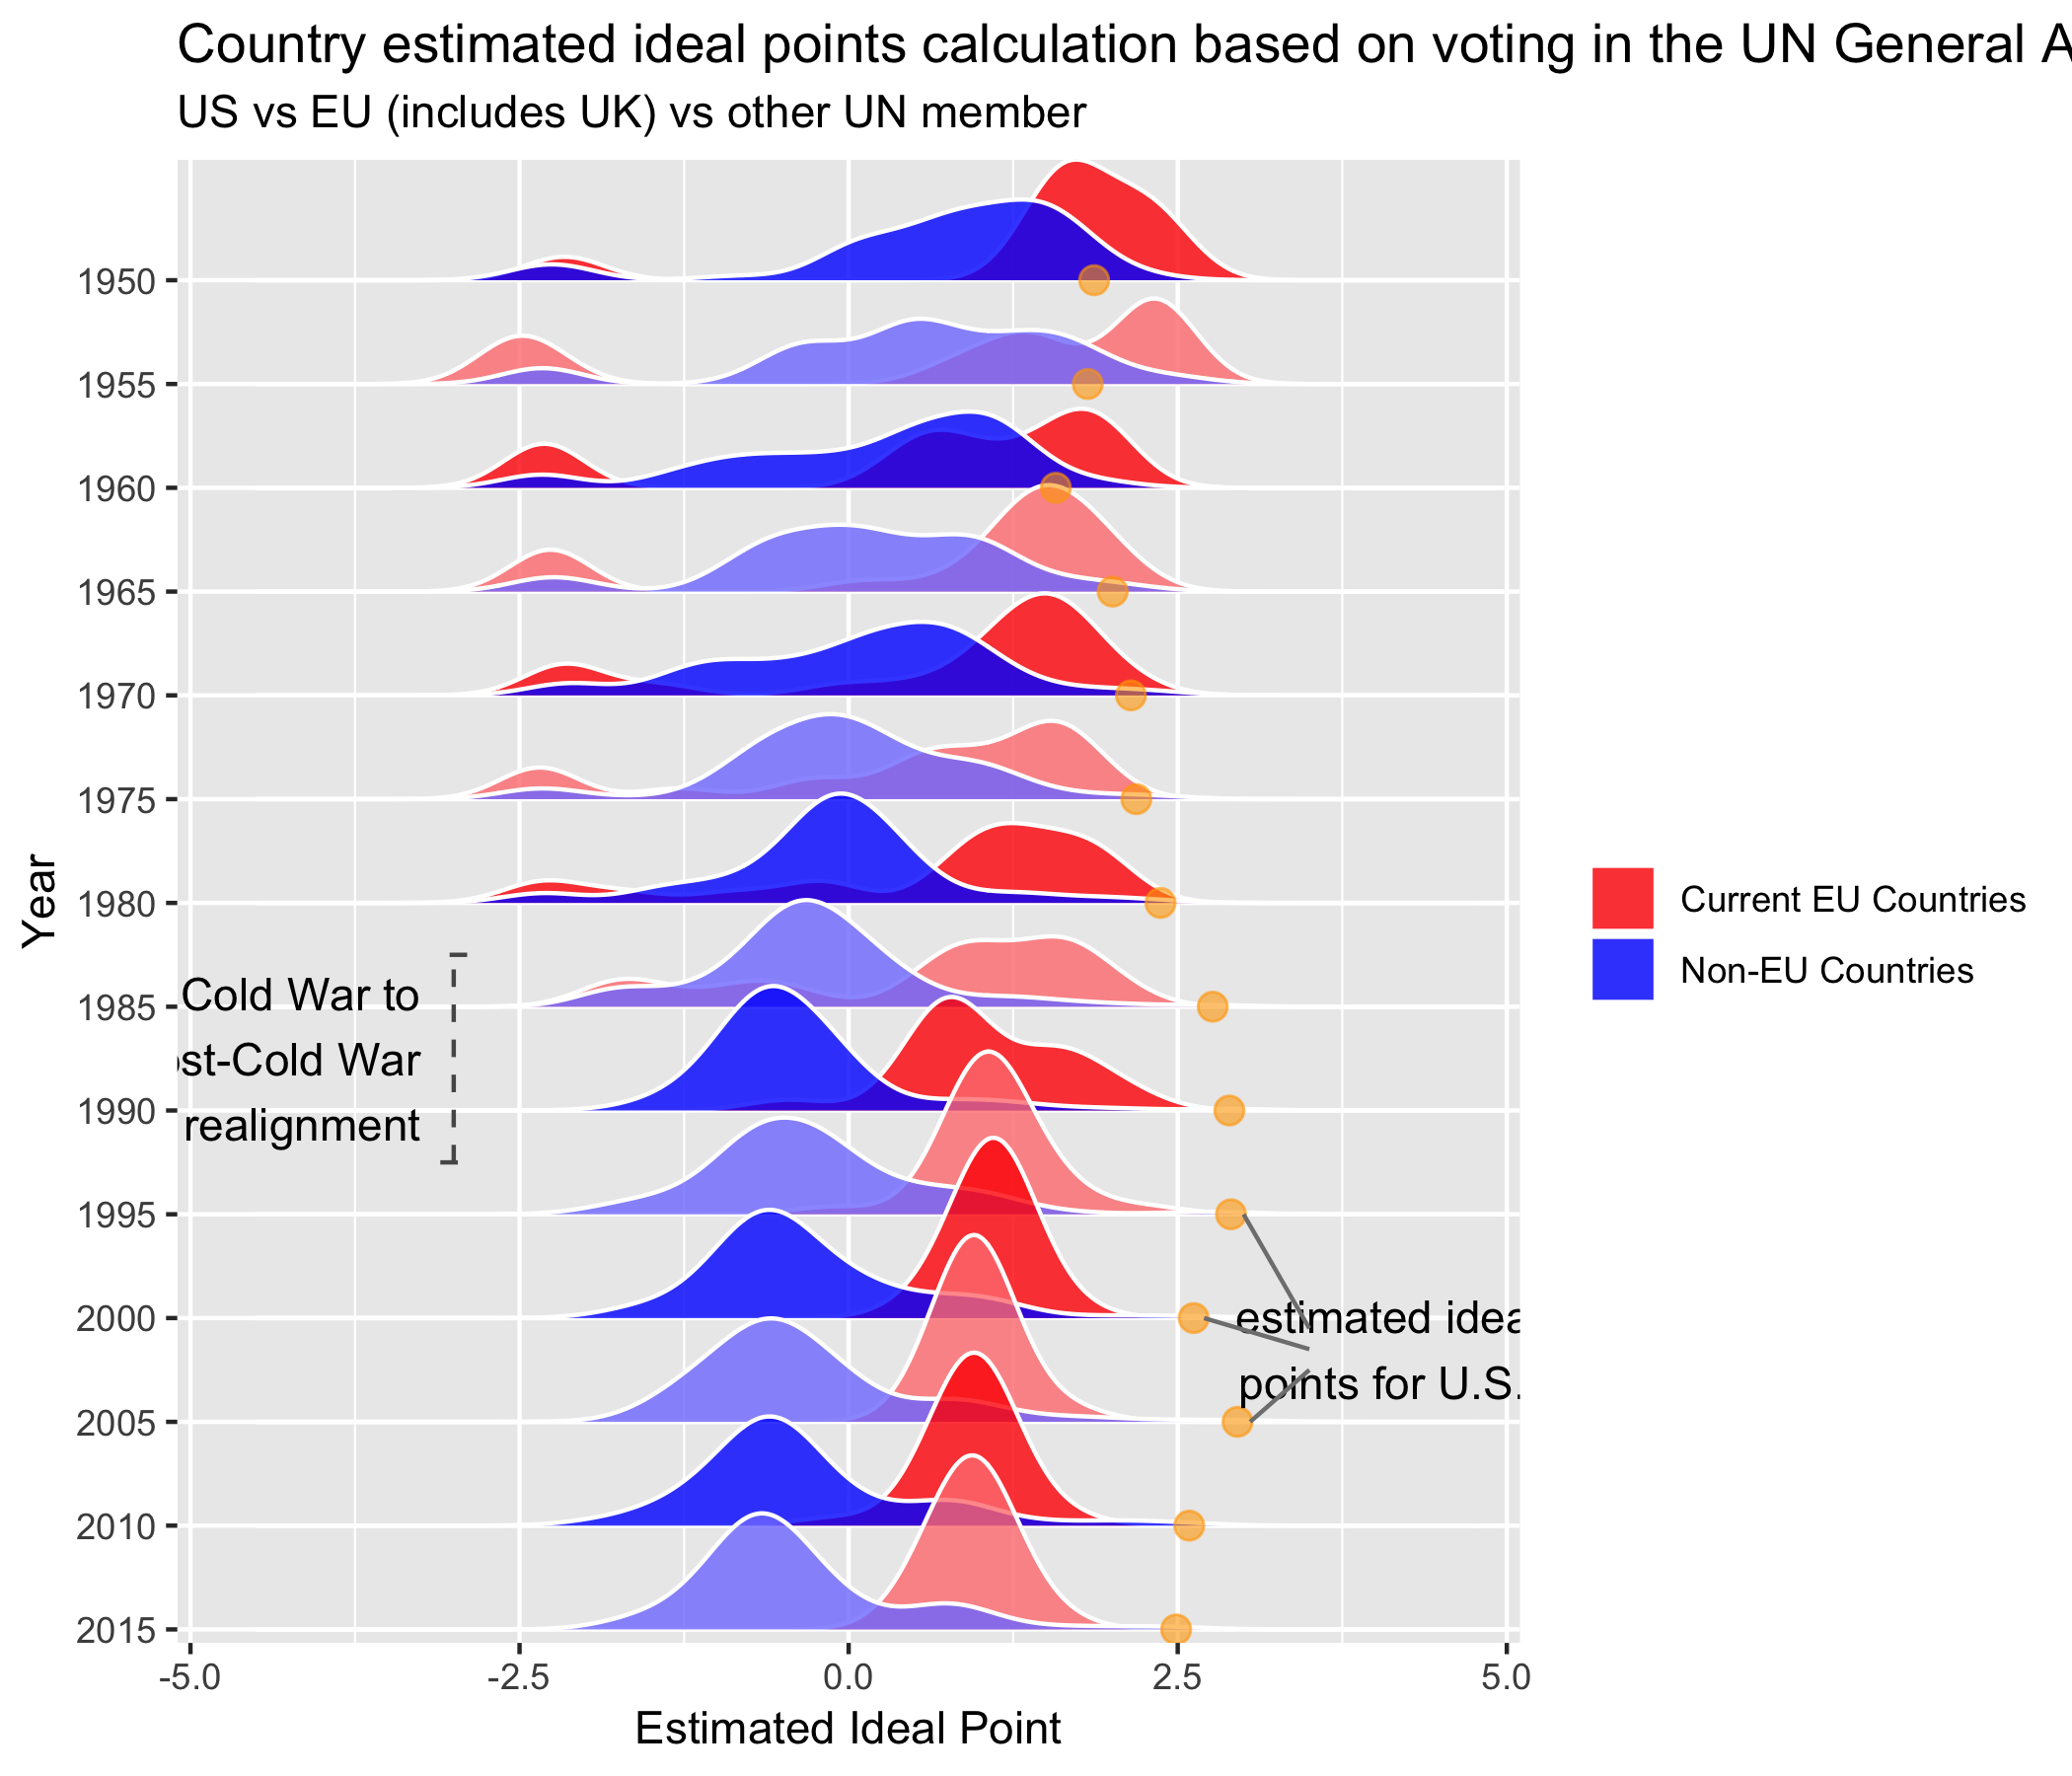 Country estimated ideal points calculation based on voting in the UN General A
US vs EU (includes UK) vs other UN member
1950
1955
1960
1965
1970
1975
1980
1985
1990
1995
2000
2005
2010
2015
Year
Cold War to
ost-Cold War
realignment
estimated idea
points for U.S.
Current EU Countries
Non-EU Countries
-5.0
-2.5
0.0
2.5
5.0
Estimated Ideal Point